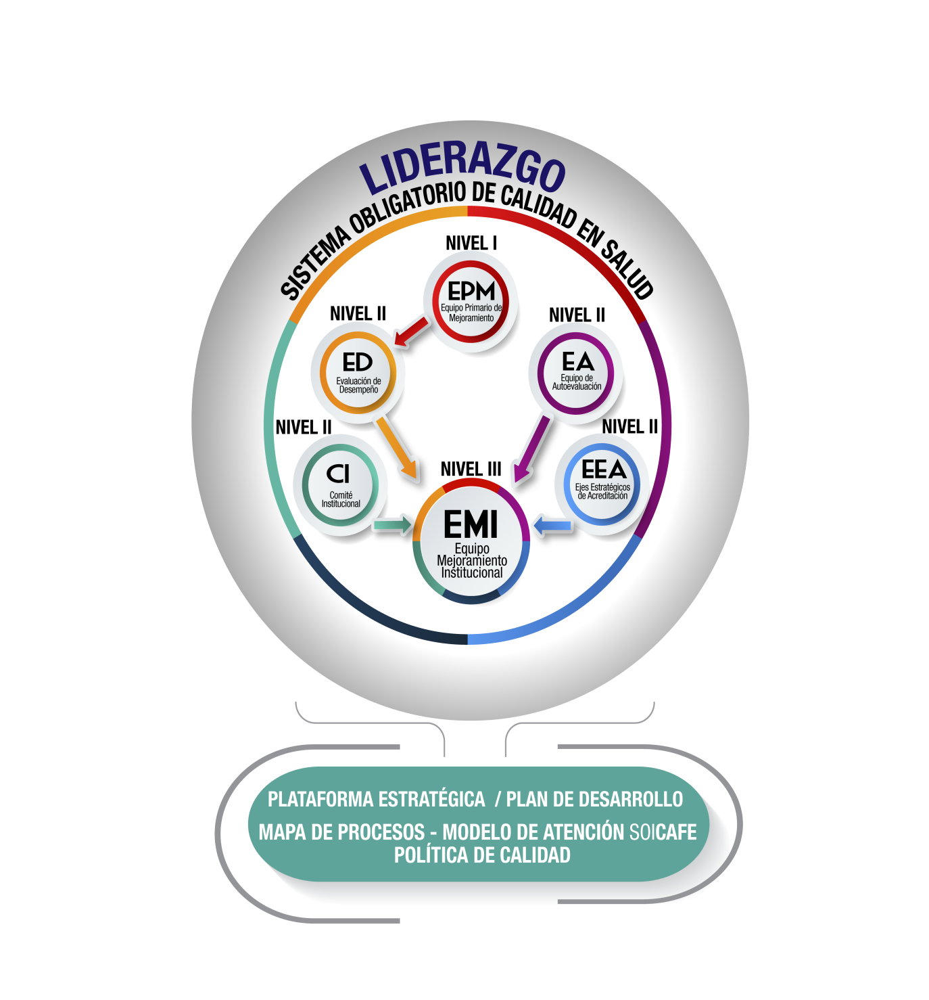 LIDERAZGO
SISTEMA OBLIGATORIO DE CALIDAD EN SALUD
NIVEL I
EPM
Equipo Primario de
Mejoramiento
NIVEL II
ED
Evaluación de
Desempeño
NIVEL II
EA
Equipo de
Autoevaluación
NIVEL II
CI
Comité
Institucional
NIVEL II
EEA
Ejes Estratégicos
de Acreditación
NIVEL III
EMI
Equipo
Mejoramiento
Institucional
PLATAFORMA ESTRATÉGICA / PLAN DE DESARROLLO
MAPA DE PROCESOS - MODELO DE ATENCIÓN SOICAFE
POLÍTICA DE CALIDAD